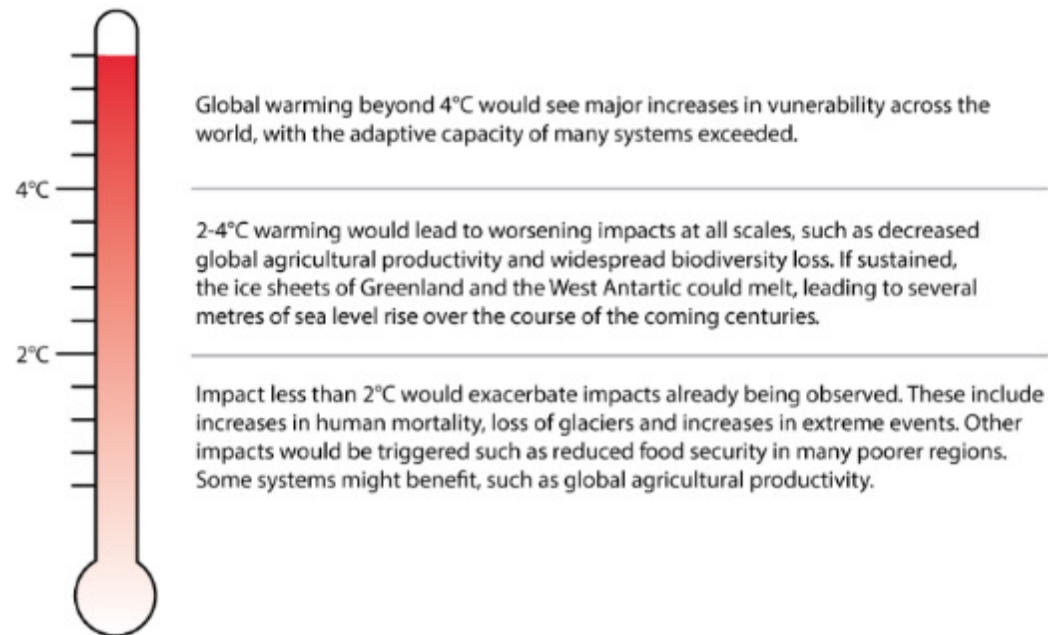 Global warming beyond 4°C would see major increases in vunerability across the
world, with the adaptive capacity of many systems exceeded.
4°C
2-4°C warming would lead to worsening impacts at all scales, such as decreased
global agricultural productivity and widespread biodiversity loss. If sustained,
the ice sheets of Greenland and the West Antartic could melt, leading to several
metres of sea level rise over the course of the coming centuries.
2°C
Impact less than 2°C would exacerbate impacts already being observed. These include
increases in human mortality, loss of glaciers and increases in extreme events. Other
impacts would be triggered such as reduced food security in many poorer regions.
Some systems might benefit, such as global agricultural productivity.